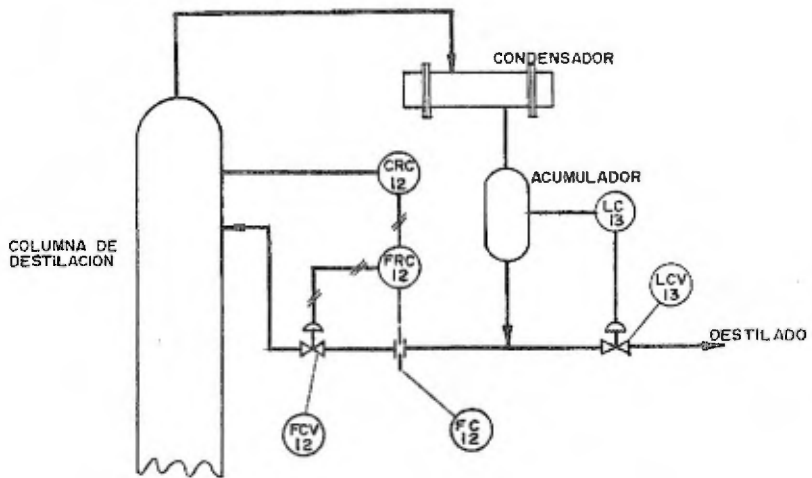 CONDENSADOR
CRC
12
ACUMULADOR
LC
13
COLUMNA DE
DESTILACION
FRC
12
LCV
13
DESTILADO
FCV
12
FC
12